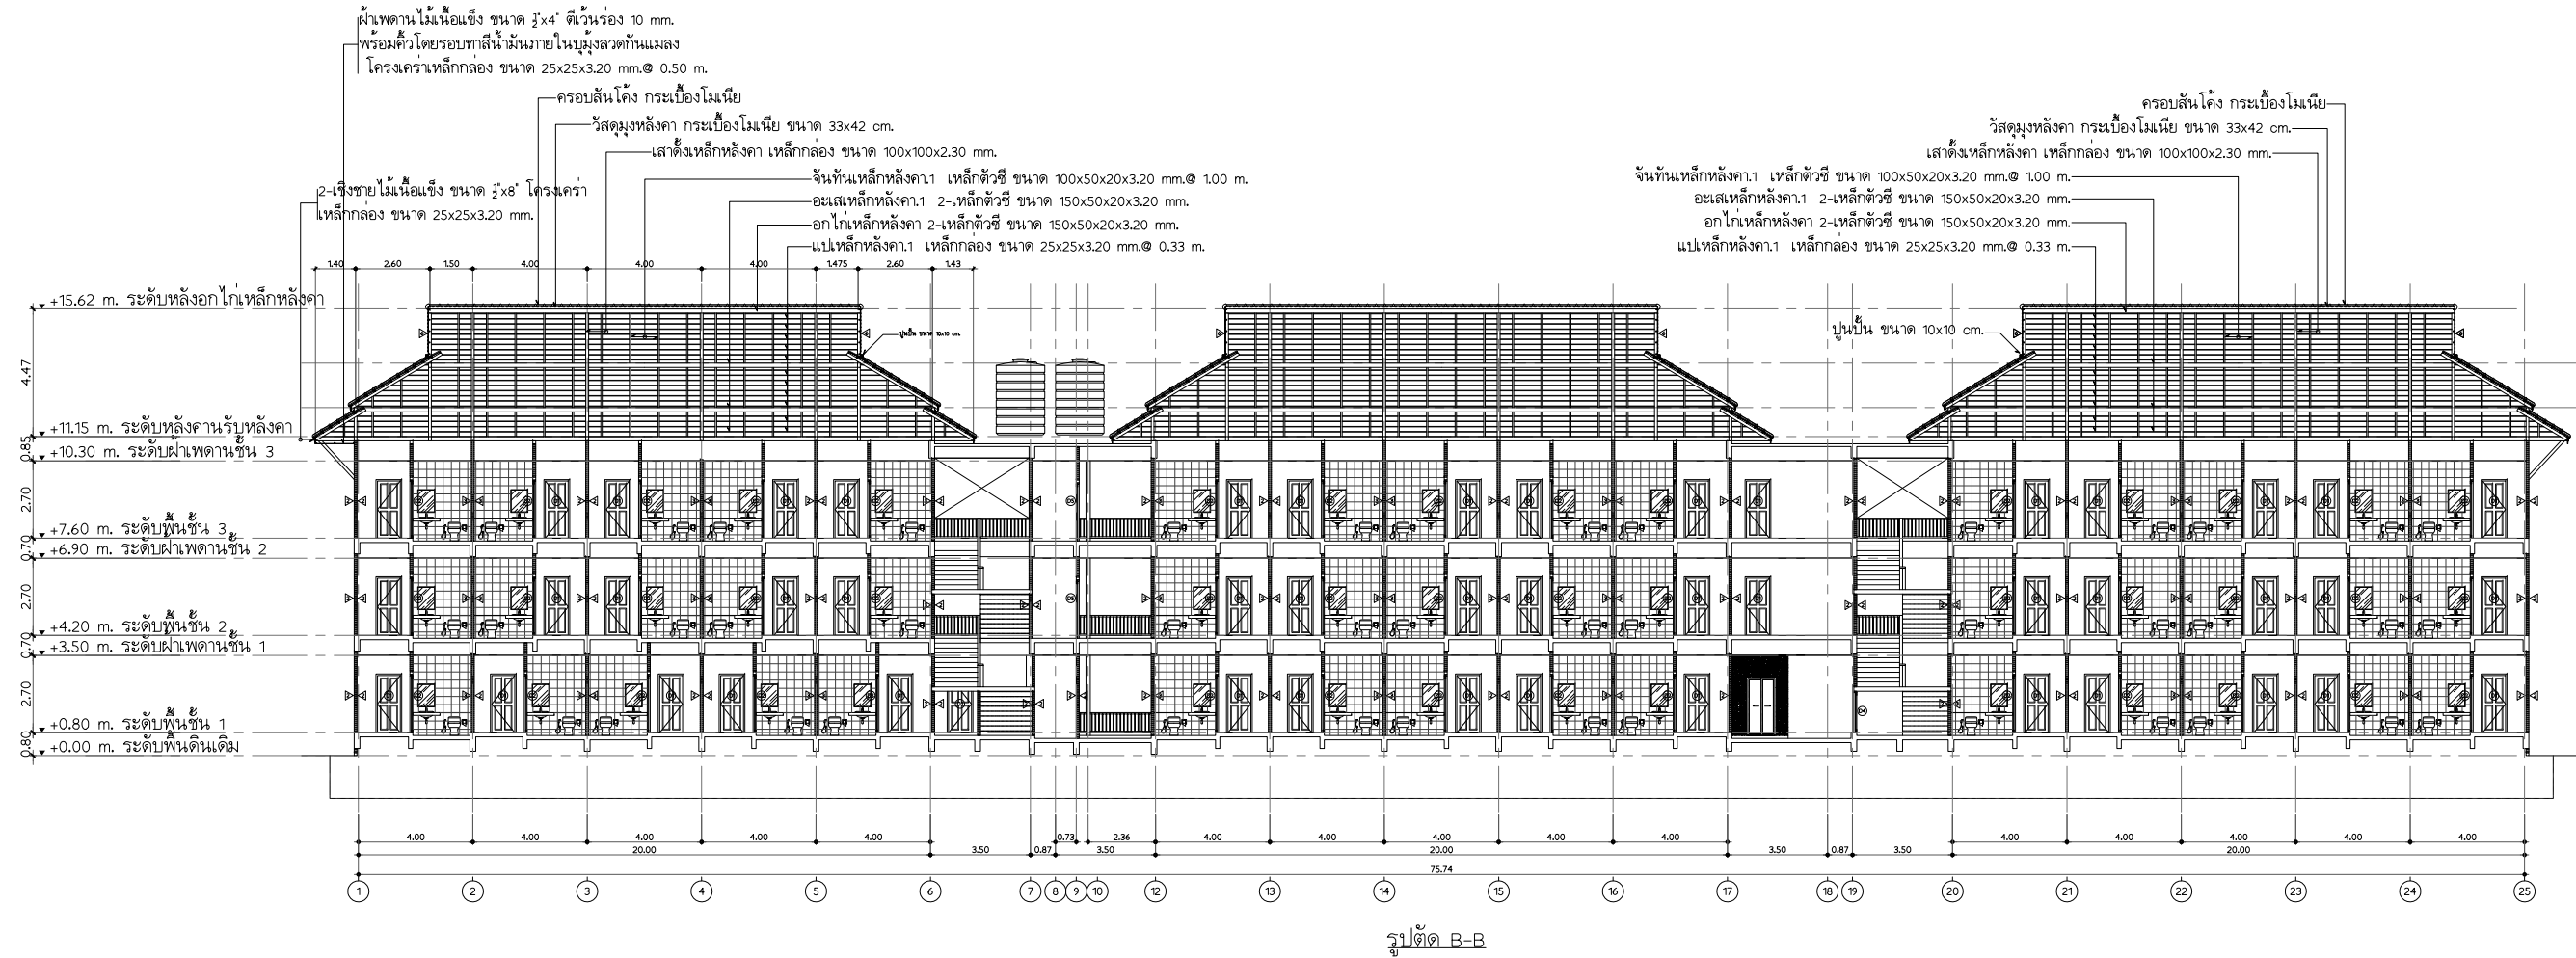 ฝ้าเพดานไม้เนื้อแข็ง ขนาด ½"x4" ตีเว้นร่อง 10 mm.
พร้อมคิ้วโดยรอบทาสีน้ำมันภายในบุมุ้งลวดกันแมลง
โครงเคร่าเหล็กกล่อง ขนาด 25x25x3.20 mm.@ 0.50 m.
ครอบสันโค้ง กระเบื้องโมเนีย
วัสดุมุงหลังคา กระเบื้องโมเนีย ขนาด 33x42 cm.
เสาดั้งเหล็กหลังคา เหล็กกล่อง ขนาด 100x100x2.30 mm.
จันทันเหล็กหลังคา.1 เหล็กตัวซี ขนาด 100x50x20x3.20 mm.@ 1.00 m.
อะเสเหล็กหลังคา.1 2-เหล็กตัวซี ขนาด 150x50x20x3.20 mm.
อกไก่เหล็กหลังคา 2-เหล็กตัวซี ขนาด 150x50x20x3.20 mm.
แปเหล็กหลังคา.1 เหล็กกล่อง ขนาด 25x25x3.20 mm.@ 0.33 m.
2-เชิงชายไม้เนื้อแข็ง ขนาด ½"x8" โครงเคร่า
เหล็กกล่อง ขนาด 25x25x3.20 mm.
ครอบสันโค้ง กระเบื้องโมเนีย
วัสดุมุงหลังคา กระเบื้องโมเนีย ขนาด 33x42 cm.
เสาดั้งเหล็กหลังคา เหล็กกล่อง ขนาด 100x100x2.30 mm.
จันทันเหล็กหลังคา.1 เหล็กตัวซี ขนาด 100x50x20x3.20 mm.@ 1.00 m.
อะเสเหล็กหลังคา.1 2-เหล็กตัวซี ขนาด 150x50x20x3.20 mm.
อกไก่เหล็กหลังคา 2-เหล็กตัวซี ขนาด 150x50x20x3.20 mm.
แปเหล็กหลังคา.1 เหล็กกล่อง ขนาด 25x25x3.20 mm.@ 0.33 m.
1.40 2.60 1.50 4.00 4.00 4.00 1.475 2.60 1.43
+15.62 m. ระดับหลังอกไก่เหล็กหลังคา
ปูนปั้น ขนาด 10x10 cm.
ปูนปั้น ขนาด 10x10 cm.
4.47
+11.15 m. ระดับหลังคานรับหลังคา
0.85
+10.30 m. ระดับฝ้าเพดานชั้น 3
2.70
+7.60 m. ระดับพื้นชั้น 3
0.70
+6.90 m. ระดับฝ้าเพดานชั้น 2
2.70
+4.20 m. ระดับพื้นชั้น 2
0.70
+3.50 m. ระดับฝ้าเพดานชั้น 1
2.70
+0.80 m. ระดับพื้นชั้น 1
0.80
+0.00 m. ระดับพื้นดินเดิม
4.00 4.00 4.00 4.00 4.00 0.73 2.36 4.00 4.00 4.00 4.00 4.00 4.00 4.00 4.00 4.00 4.00
20.00 3.50 0.87 3.50 20.00 3.50 0.87 3.50 20.00
75.74
1 2 3 4 5 6 7 8 9 10 12 13 14 15 16 17 18 19 20 21 22 23 24 25
รูปตัด B-B